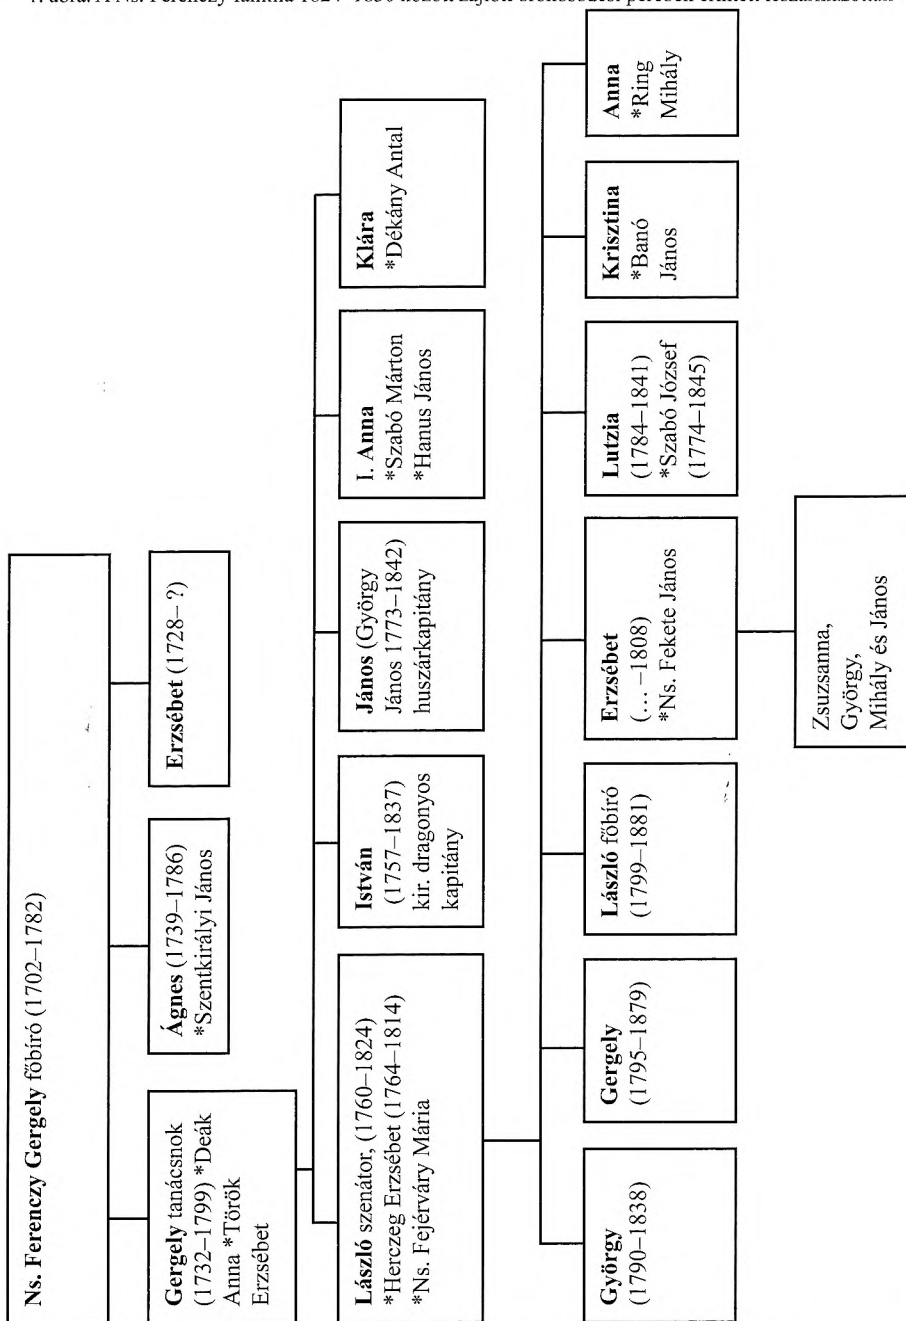 Ns. Ferenczy Gergely főbíró (1702–1782)
Gergely tanácsnok
(1732–1799) *Deák
Anna *Török
Erzsébet
Ágnes (1739–1786)
*Szentkirályi János
Erzsébet (1728– ?)
László szenátor, (1760–1824)
*Herczeg Erzsébet (1764–1814)
*Ns. Fejérváry Mária
István
(1757–1837)
kir. dragonyos
kapitány
János (György
János 1773–1842)
huszárkapitány
I. Anna
*Szabó Márton
*Hanus János
Klára
*Dékány Antal
György
(1790–1838)
Gergely
(1795–1879)
László főbíró
(1799–1881)
Erzsébet
(... –1808)
*Ns. Fekete János
Lutzia
(1784–1841)
*Szabó József
(1774–1845)
Krisztina
*Banó
János
Anna
*Ring
Mihály
Zsuzsanna,
György,
Mihály és János